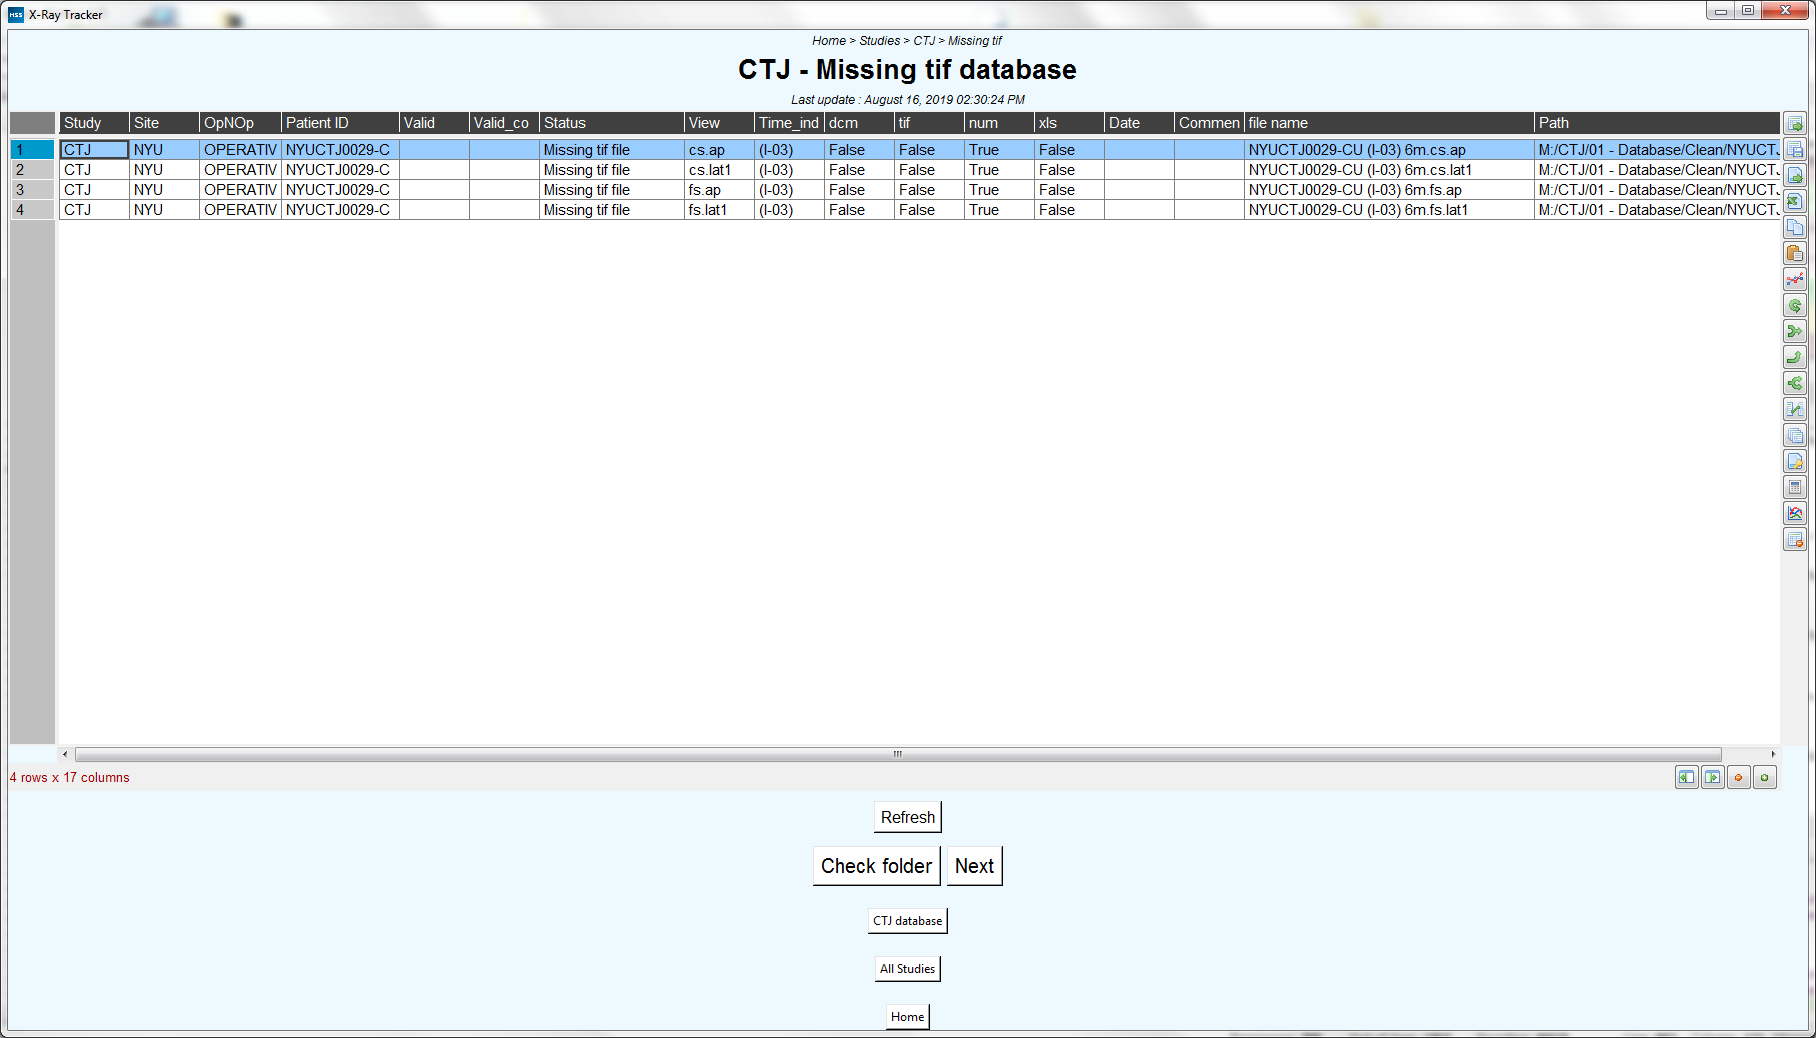 HSS X-Ray Tracker
Home > Studies > CTJ > Missing tif
CTJ - Missing tif database
Last update : August 16, 2019 02:30:24 PM
Study Site OpNOp Patient ID Valid Valid_co Status View Time_ind dcm tif num xls Date Commen file name Path
1 CTJ NYU OPERATIV NYUCTJ0029-C Missing tif file cs.ap (I-03) False False True False NYUCTJ0029-CU (I-03) 6m.cs.ap M:/CTJ/01 - Database/Clean/NYUCTJ
2 CTJ NYU OPERATIV NYUCTJ0029-C Missing tif file cs.lat1 (I-03) False False True False NYUCTJ0029-CU (I-03) 6m.cs.lat1 M:/CTJ/01 - Database/Clean/NYUCTJ
3 CTJ NYU OPERATIV NYUCTJ0029-C Missing tif file fs.ap (I-03) False False True False NYUCTJ0029-CU (I-03) 6m.fs.ap M:/CTJ/01 - Database/Clean/NYUCTJ
4 CTJ NYU OPERATIV NYUCTJ0029-C Missing tif file fs.lat1 (I-03) False False True False NYUCTJ0029-CU (I-03) 6m.fs.lat1 M:/CTJ/01 - Database/Clean/NYUCTJ
4 rows x 17 columns
Refresh
Check folder Next
CTJ database
All Studies
Home